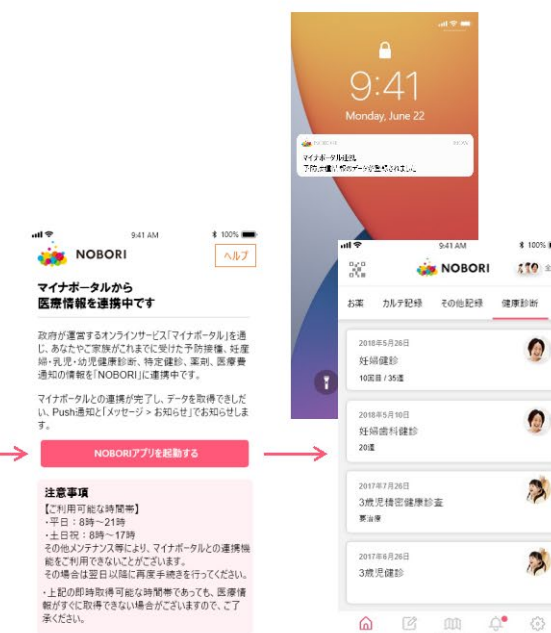 9:41
Monday, June 22
NOBORI
マイナポータル連携
予防接種情報のデータが登録されました
9:41 AM
100%
NOBORI
ヘルプ
マイナポータルから
医療情報を連携中です
政府が運営するオンラインサービス「マイナポータル」を通
じ、あなたやご家族がこれまでに受けた予防接種、妊産
婦・乳児・幼児健康診断、特定健診、薬剤、医療費
通知の情報を「NOBORI」に連携中です。
マイナポータルとの連携が完了し、データを取得できしだ
い、Push通知と「メッセージ > お知らせ」でお知らせしま
す。
NOBORIアプリを起動する
注意事項
【ご利用可能な時間帯】
・平日：8時～21時
・土日祝：8時～17時
その他メンテナンス等により、マイナポータルとの連携機
能をご利用できないことがございます。
その場合は翌日以降に再度手続きを行ってください。
・上記の即時取得可能な時間帯であっても、医療情
報がすぐに取得できない場合がございますので、ご了
承ください。
9:41 AM
100%
NOBORI
お薬 カルテ記録 その他記録 健康診断
2018年5月26日
妊婦健診
10回目 / 35週
2018年5月10日
妊婦歯科健診
20週
2017年7月26日
3歳児精密健康診査
要治療
2017年6月26日
3歳児健診